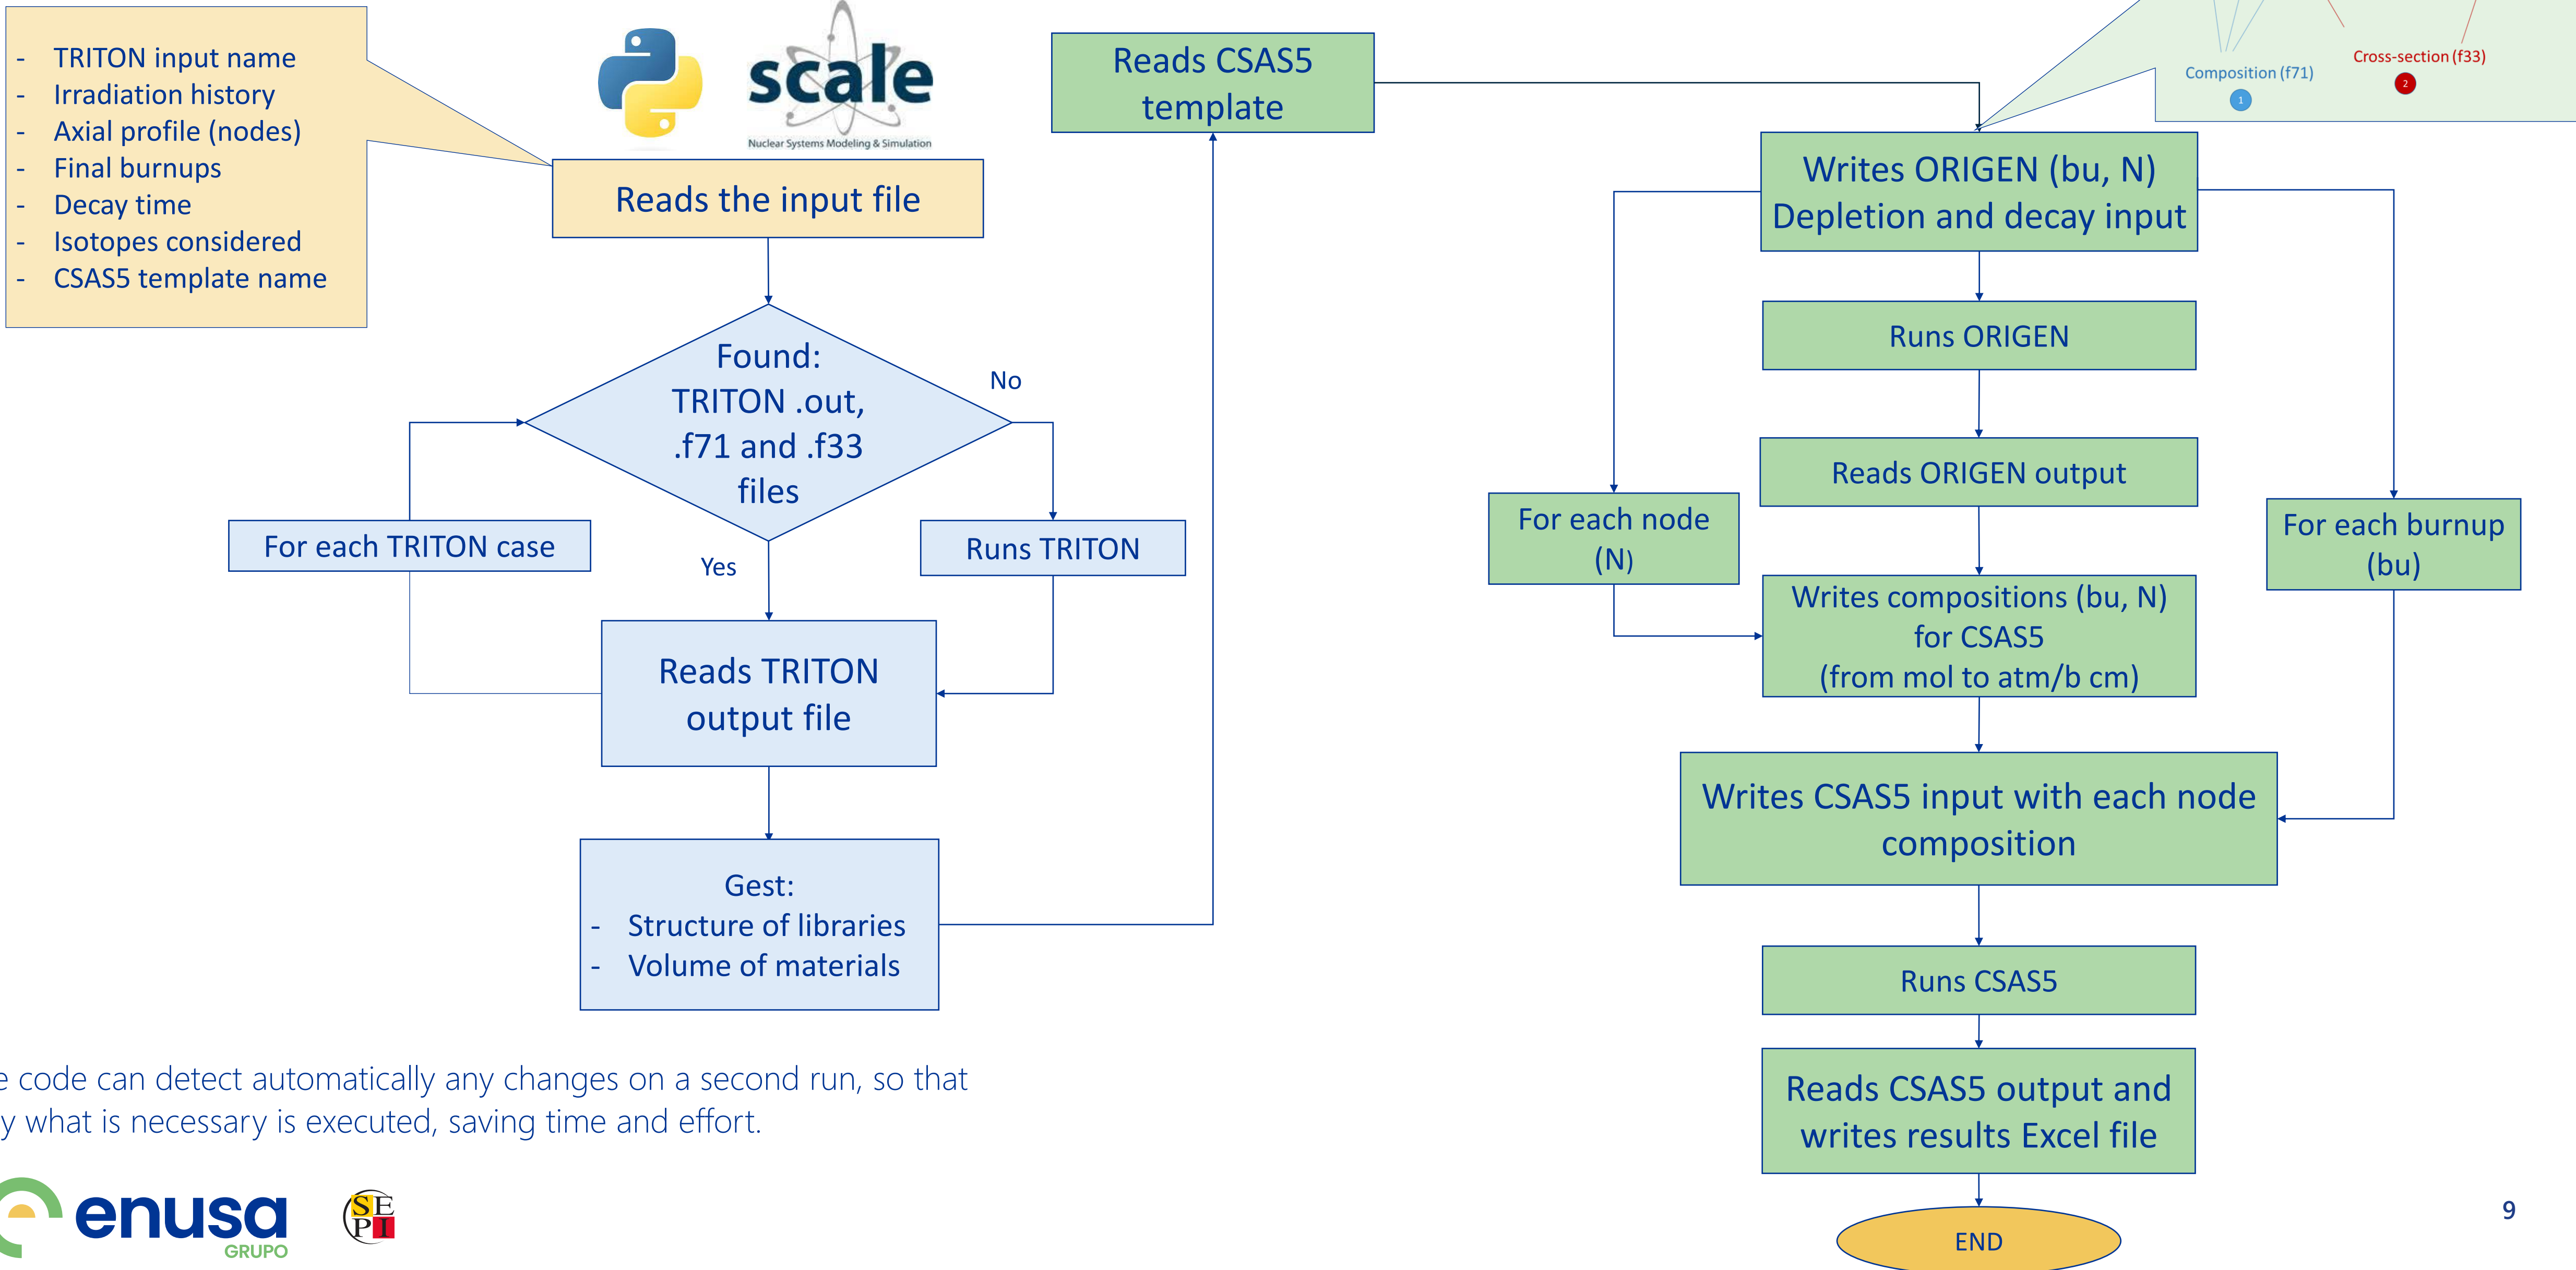 - TRITON input name
- Irradiation history
- Axial profile (nodes)
- Final burnups
- Decay time
- Isotopes considered
- CSAS5 template name
scale
Nuclear Systems Modeling & Simulation
Reads the input file
Found:
TRITON .out,
.f71 and .f33
files
No
Yes
For each TRITON case
Runs TRITON
Reads TRITON
output file
Gest:
- Structure of libraries
- Volume of materials
Reads CSAS5
template
Composition (f71)
1
Cross-section (f33)
2
Writes ORIGEN (bu, N)
Depletion and decay input
Runs ORIGEN
Reads ORIGEN output
For each node
(N)
For each burnup
(bu)
Writes compositions (bu, N)
for CSAS5
(from mol to atm/b cm)
Writes CSAS5 input with each node
composition
Runs CSAS5
Reads CSAS5 output and
writes results Excel file
END
e code can detect automatically any changes on a second run, so that
y what is necessary is executed, saving time and effort.
enusa
GRUPO
SE
PI
9